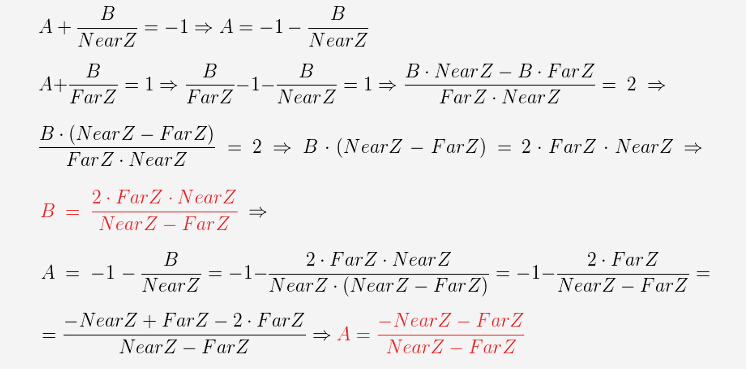 A + B/NearZ = −1 ⇒ A = −1 − B/NearZ
A + B/FarZ = 1 ⇒ B/FarZ − 1 − B/NearZ = 1 ⇒ (B · NearZ − B · FarZ)/(FarZ · NearZ) = 2 ⇒
(B · (NearZ − FarZ))/(FarZ · NearZ) = 2 ⇒ B · (NearZ − FarZ) = 2 · FarZ · NearZ ⇒
B = (2 · FarZ · NearZ)/(NearZ − FarZ) ⇒
A = −1 − B/NearZ = −1 − (2 · FarZ · NearZ)/(NearZ · (NearZ − FarZ)) = −1 − (2 · FarZ)/(NearZ − FarZ) =
= (−NearZ + FarZ − 2 · FarZ)/(NearZ − FarZ) ⇒ A = (−NearZ − FarZ)/(NearZ − FarZ)